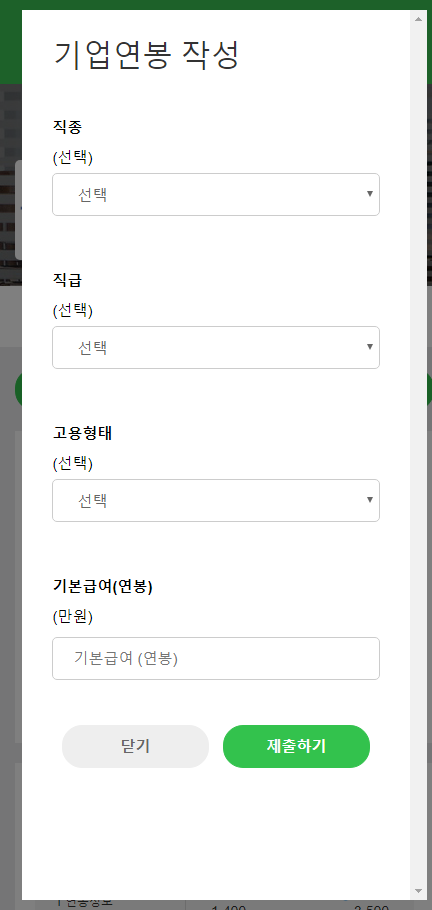 기업연봉 작성
직종
(선택)
선택
직급
(선택)
선택
고용형태
(선택)
선택
기본급여(연봉)
(만원)
기본급여 (연봉)
닫기 제출하기